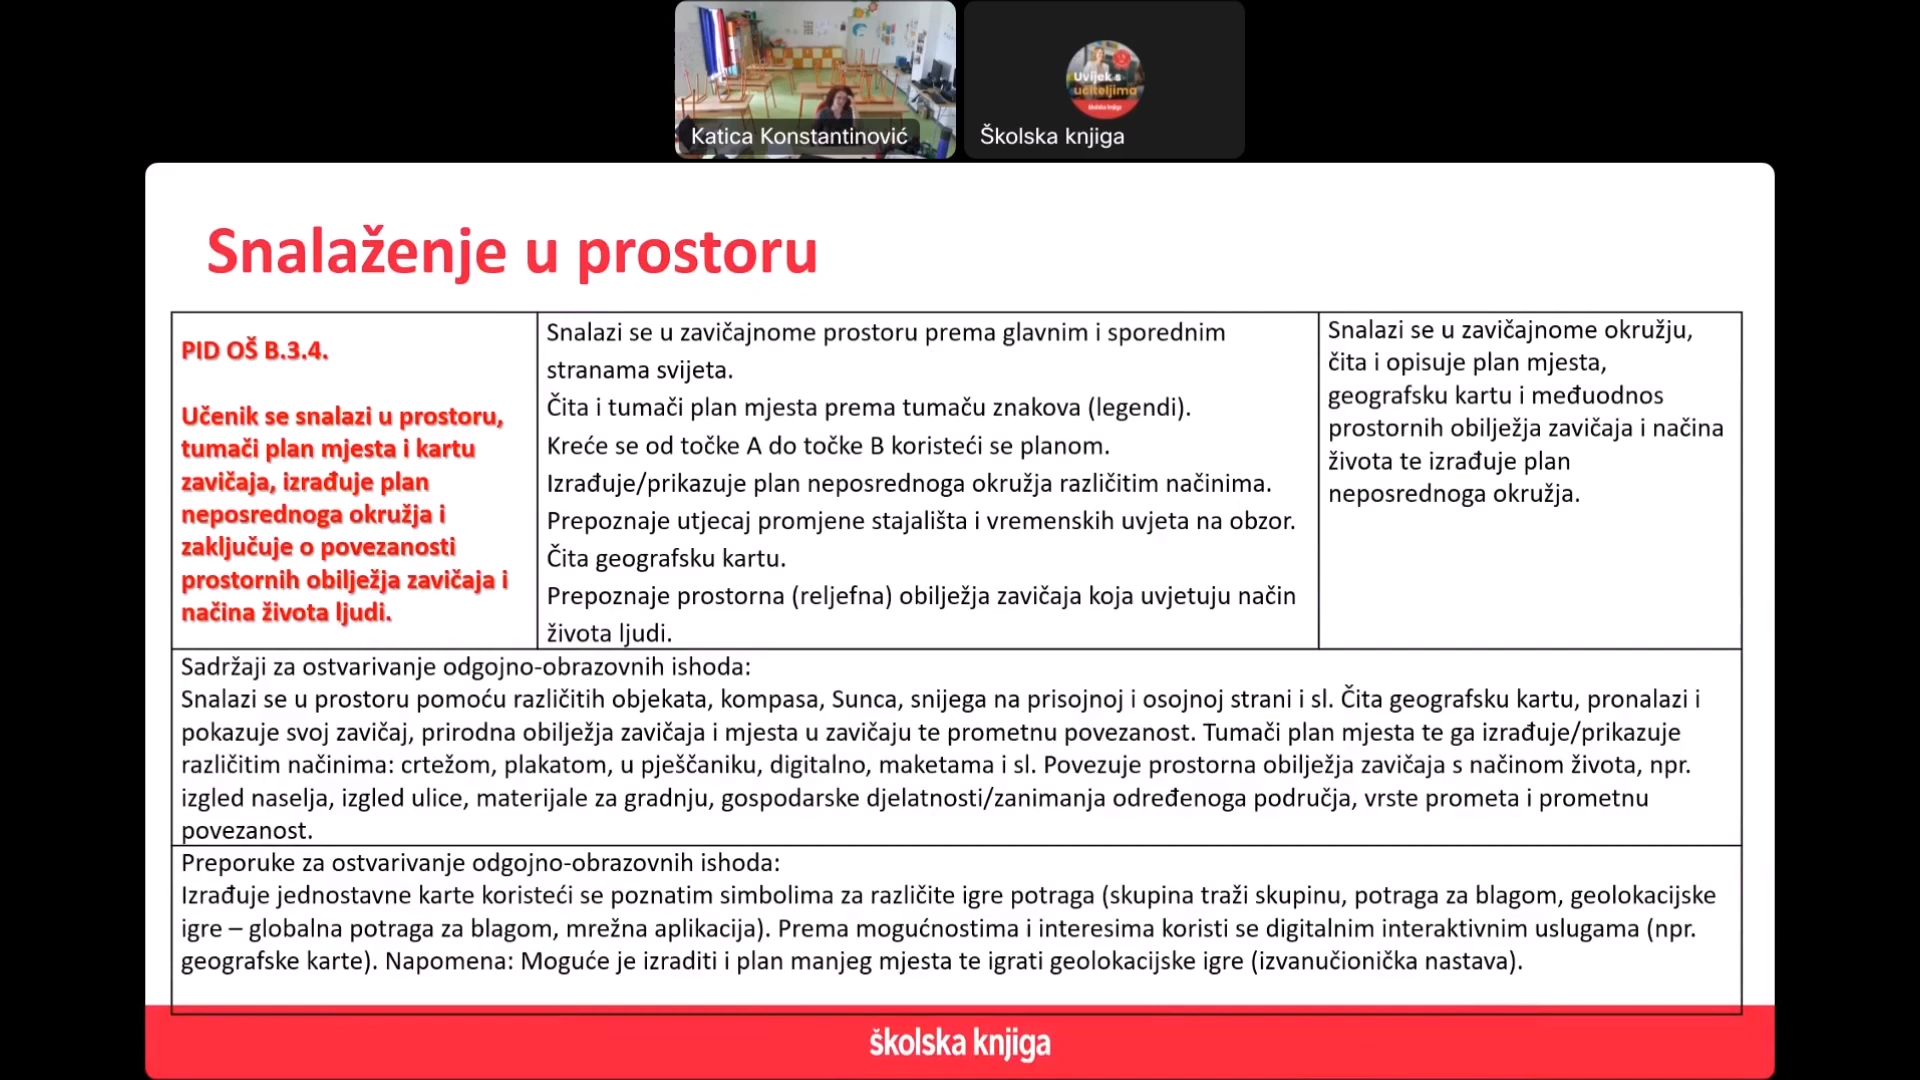 Katica Konstantinović
Uvijek s
učiteljima
školska knjiga
Školska knjiga
Snalaženje u prostoru
PID OŠ B.3.4.
Učenik se snalazi u prostoru,
tumači plan mjesta i kartu
zavičaja, izrađuje plan
neposrednoga okružja i
zaključuje o povezanosti
prostornih obilježja zavičaja i
načina života ljudi.
Snalazi se u zavičajnome prostoru prema glavnim i sporednim
stranama svijeta.
Čita i tumači plan mjesta prema tumaču znakova (legendi).
Kreće se od točke A do točke B koristeći se planom.
Izrađuje/prikazuje plan neposrednoga okružja različitim načinima.
Prepoznaje utjecaj promjene stajališta i vremenskih uvjeta na obzor.
Čita geografsku kartu.
Prepoznaje prostorna (reljefna) obilježja zavičaja koja uvjetuju način
života ljudi.
Snalazi se u zavičajnome okružju,
čita i opisuje plan mjesta,
geografsku kartu i međuodnos
prostornih obilježja zavičaja i načina
života te izrađuje plan
neposrednoga okružja.
Sadržaji za ostvarivanje odgojno-obrazovnih ishoda:
Snalazi se u prostoru pomoću različitih objekata, kompasa, Sunca, snijega na prisojnoj i osojnoj strani i sl. Čita geografsku kartu, pronalazi i
pokazuje svoj zavičaj, prirodna obilježja zavičaja i mjesta u zavičaju te prometnu povezanost. Tumači plan mjesta te ga izrađuje/prikazuje
različitim načinima: crtežom, plakatom, u pješčaniku, digitalno, maketama i sl. Povezuje prostorna obilježja zavičaja s načinom života, npr.
izgled naselja, izgled ulice, materijale za gradnju, gospodarske djelatnosti/zanimanja određenoga područja, vrste prometa i prometnu
povezanost.
Preporuke za ostvarivanje odgojno-obrazovnih ishoda:
Izrađuje jednostavne karte koristeći se poznatim simbolima za različite igre potraga (skupina traži skupinu, potraga za blagom, geolokacijske
igre – globalna potraga za blagom, mrežna aplikacija). Prema mogućnostima i interesima koristi se digitalnim interaktivnim uslugama (npr.
geografske karte). Napomena: Moguće je izraditi i plan manjeg mjesta te igrati geolokacijske igre (izvanučionička nastava).
školska knjiga